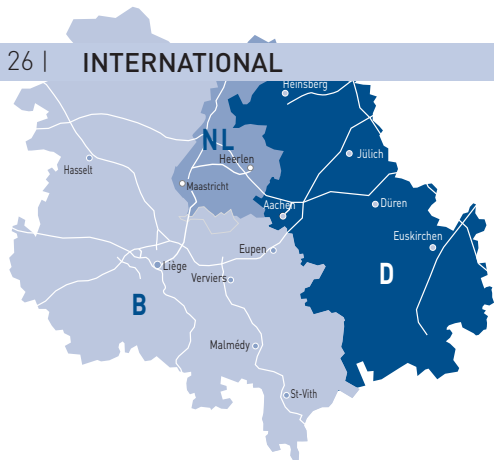 26 | INTERNATIONAL
Heinsberg
NL
Heerlen
Jülich
Hasselt
Maastricht
Aachen
Düren
Eupen
Euskirchen
Liège
Verviers
D
B
Malmédy
St-Vith